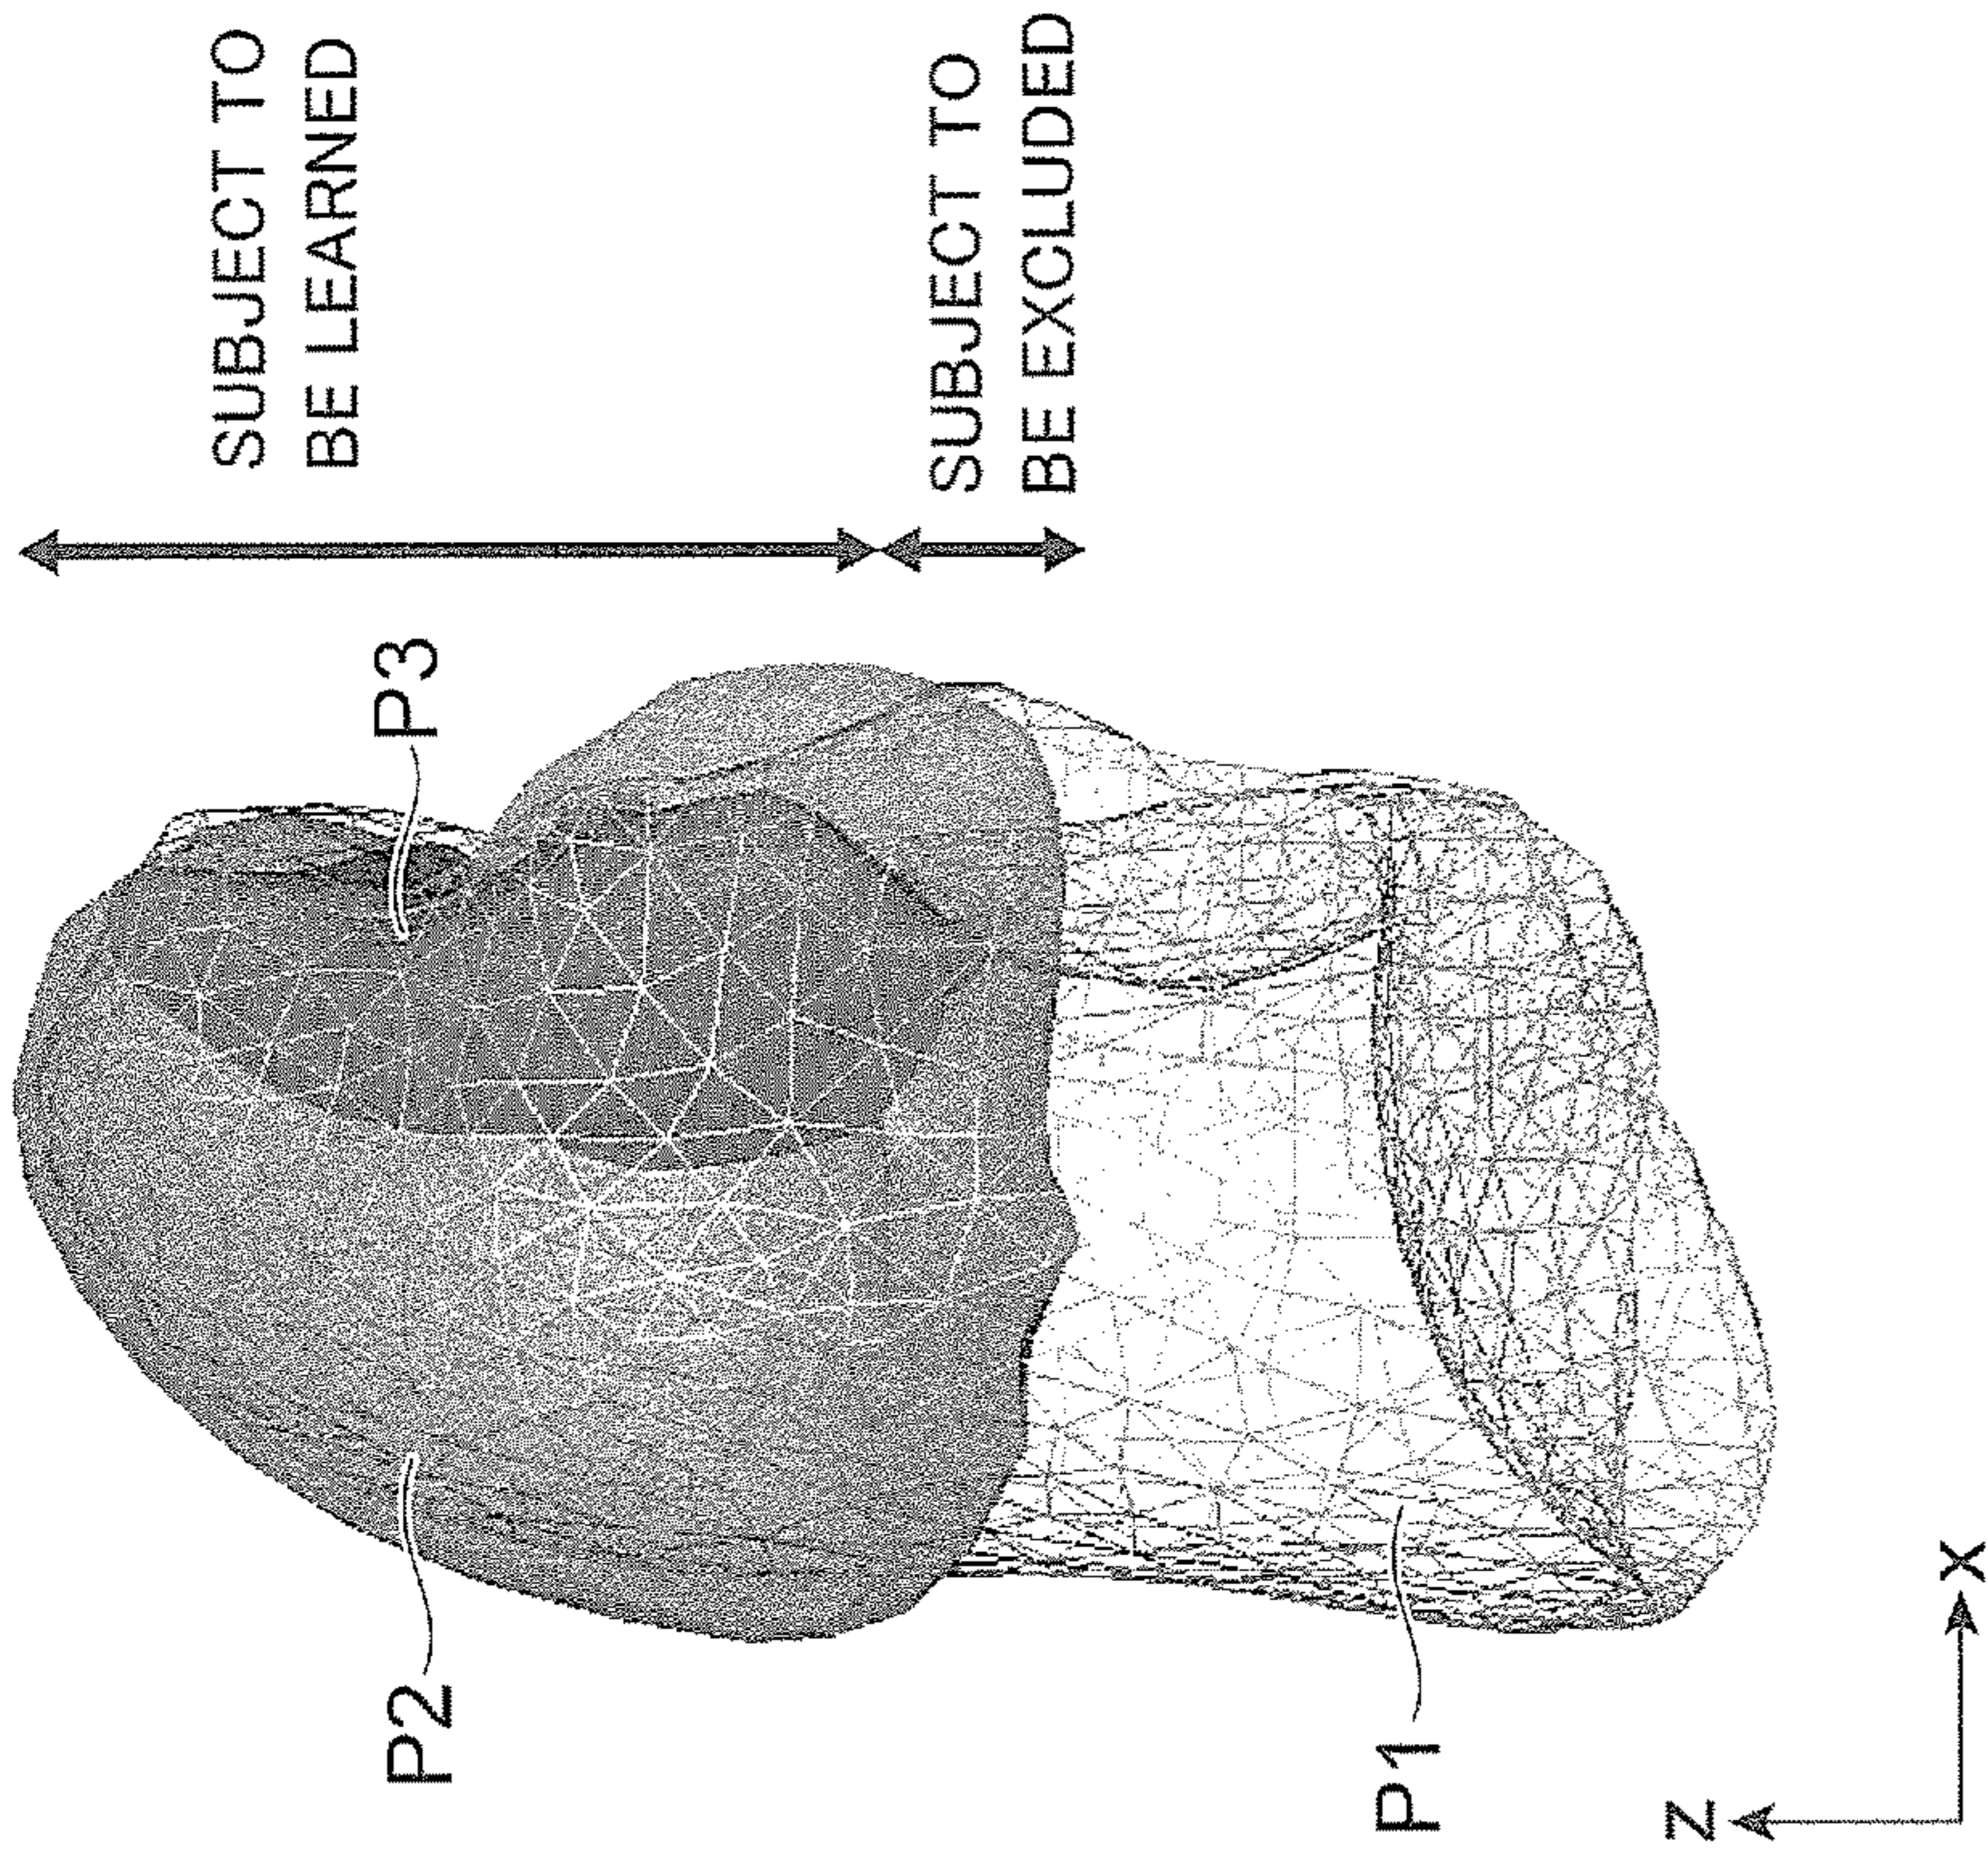 SUBJECT TO
BE LEARNED
SUBJECT TO
BE EXCLUDED
P3
P2
P1
Z
X